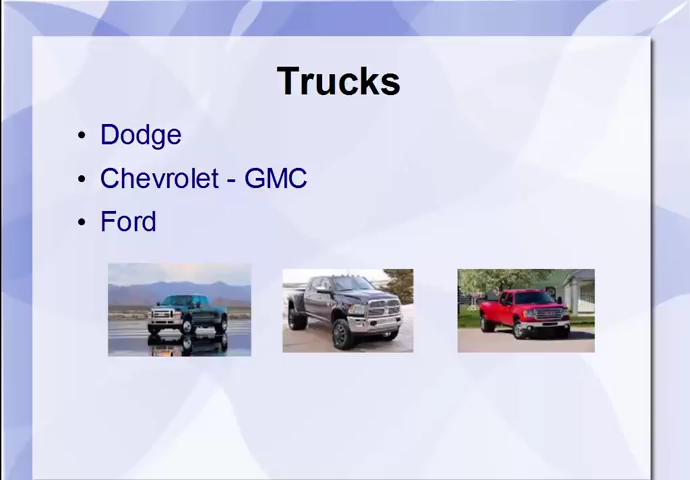 Trucks
• Dodge
• Chevrolet - GMC
• Ford